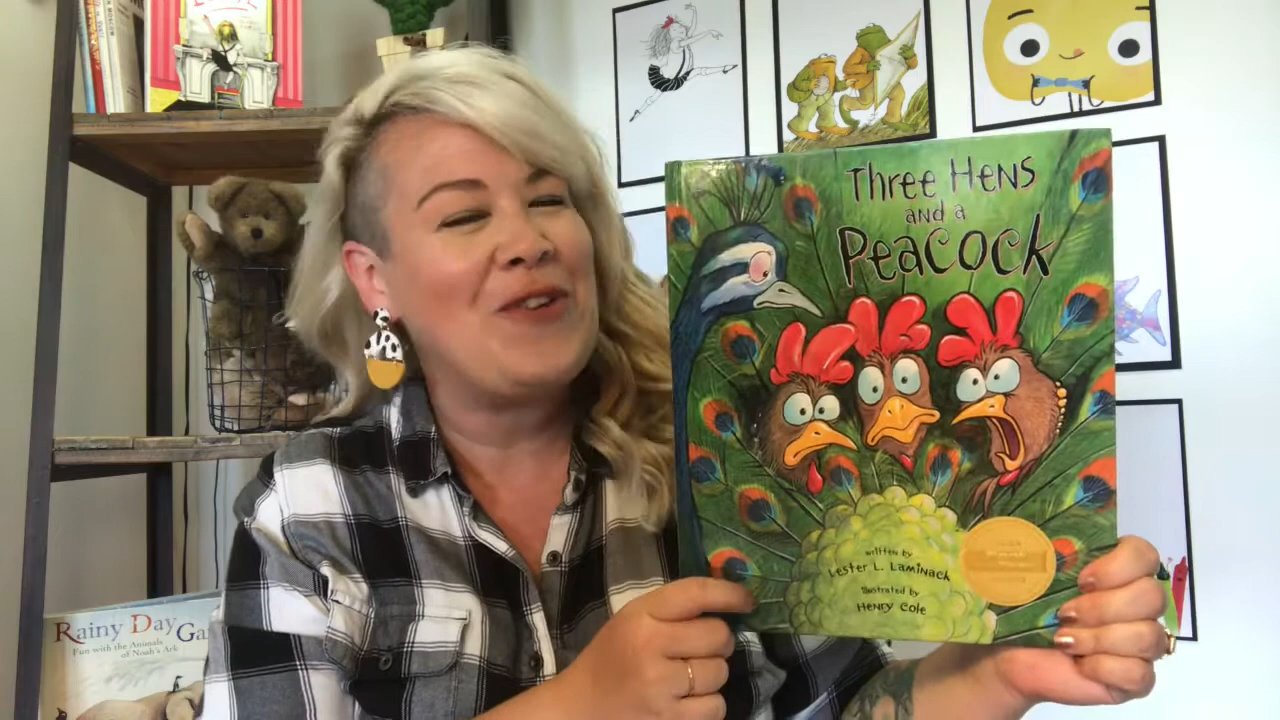 Three Hens
and a
Peacock
written by
Lester L. Laminack
illustrated by
Henry Cole
Rainy Day
Fun with the Animals
of Noah's Ark